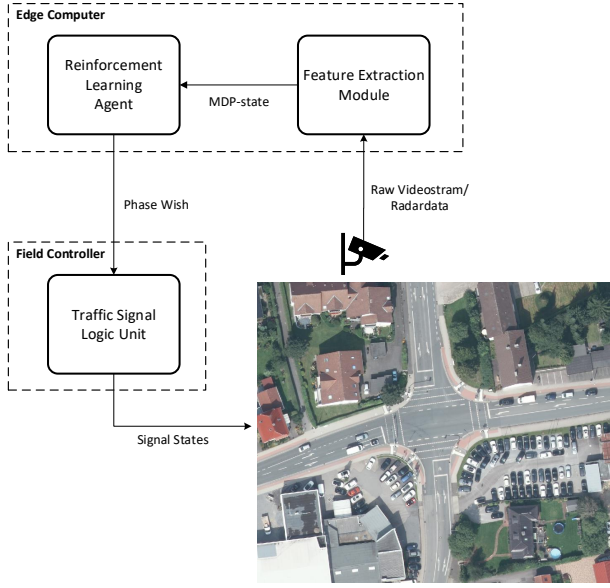 Edge Computer
Reinforcement
Learning
Agent
Feature Extraction
Module
MDP-state
Phase Wish
Raw Videostram/
Radardata
Field Controller
Traffic Signal
Logic Unit
Signal States